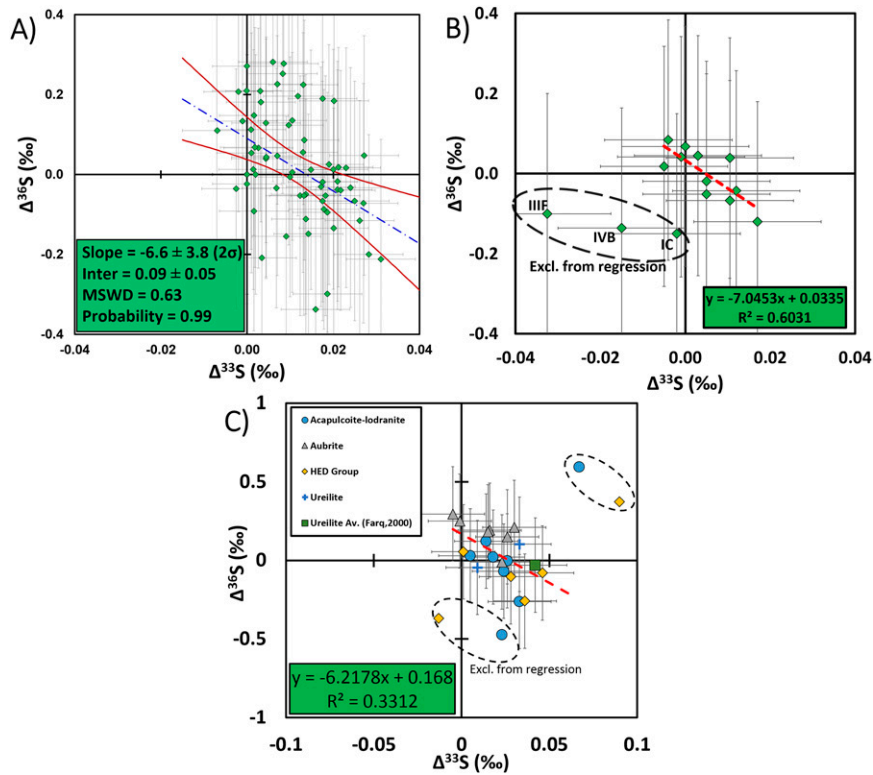 A)
0.4
0.2
0.0
-0.2
-0.4
Δ³⁶S (‰)
Slope = -6.6 ± 3.8 (2σ)
Inter = 0.09 ± 0.05
MSWD = 0.63
Probability = 0.99
-0.04 -0.02 0.00 0.02 0.04
Δ³³S (‰)
B)
0.4
0.2
0.0
-0.2
-0.4
Δ³⁶S (‰)
IIIF
IVB
IC
Excl. from regression
y = -7.0453x + 0.0335
R² = 0.6031
-0.04 -0.02 0.00 0.02 0.04
Δ³³S (‰)
C)
1
0.5
0
-0.5
-1
Δ³⁶S (‰)
Acapulcoite-lodranite
Aubrite
HED Group
Ureilite
Ureilite Av. (Farq,2000)
Excl. from regression
y = -6.2178x + 0.168
R² = 0.3312
-0.1 -0.05 0 0.05 0.1
Δ³³S (‰)